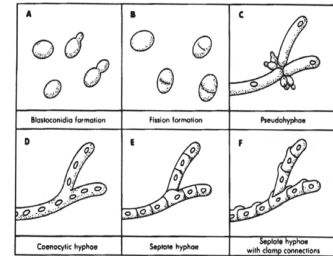 A
B
C
Blastoconidia formation
Fission formation
Pseudohyphae
D
E
F
Coenocytic hyphae
Septate hyphae
Septate hyphae
with clamp connections